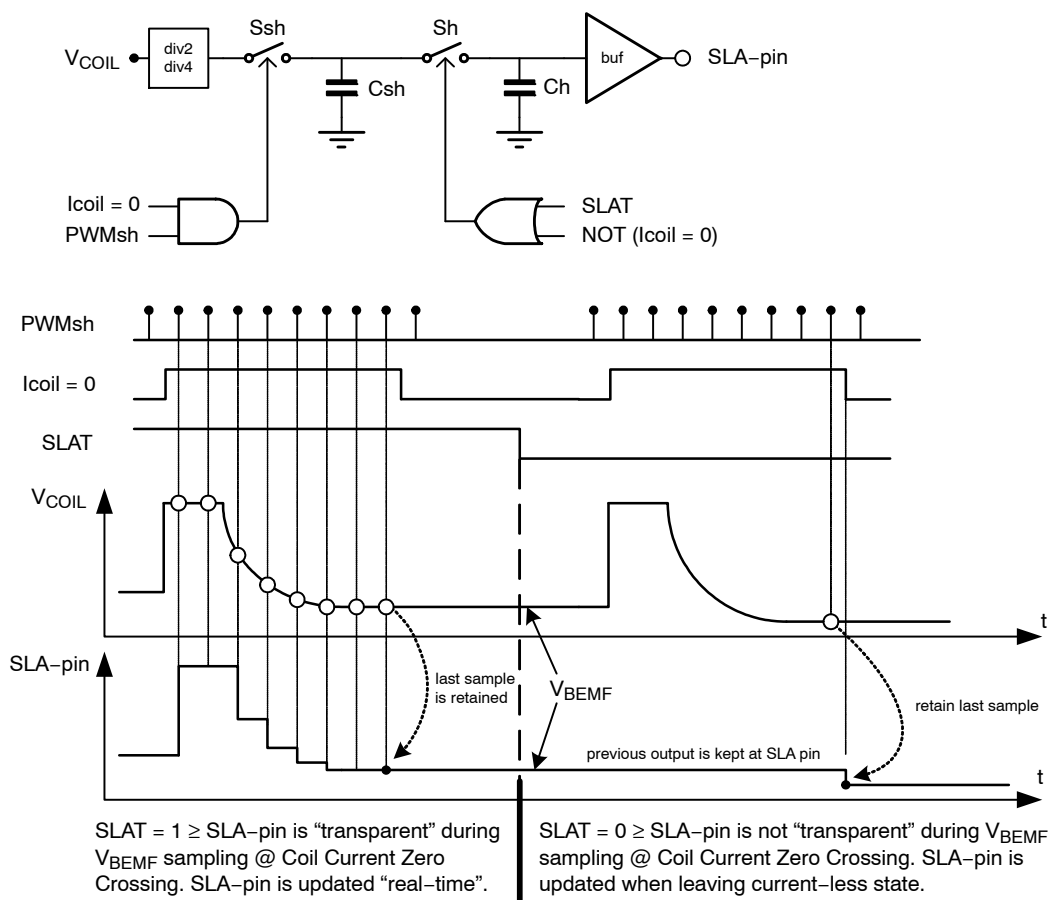 Ssh
Sh
VCOIL
div2
div4
buf
SLA−pin
Csh
Ch
Icoil = 0
PWMsh
SLAT
NOT (Icoil = 0)
PWMsh
Icoil = 0
SLAT
VCOIL
t
SLA−pin
last sample
is retained
VBEMF
retain last sample
previous output is kept at SLA pin
t
SLAT = 1 ≥ SLA−pin is “transparent” during
VBEMF sampling @ Coil Current Zero
Crossing. SLA−pin is updated “real−time”.
SLAT = 0 ≥ SLA−pin is not “transparent” during VBEMF
sampling @ Coil Current Zero Crossing. SLA−pin is
updated when leaving current−less state.